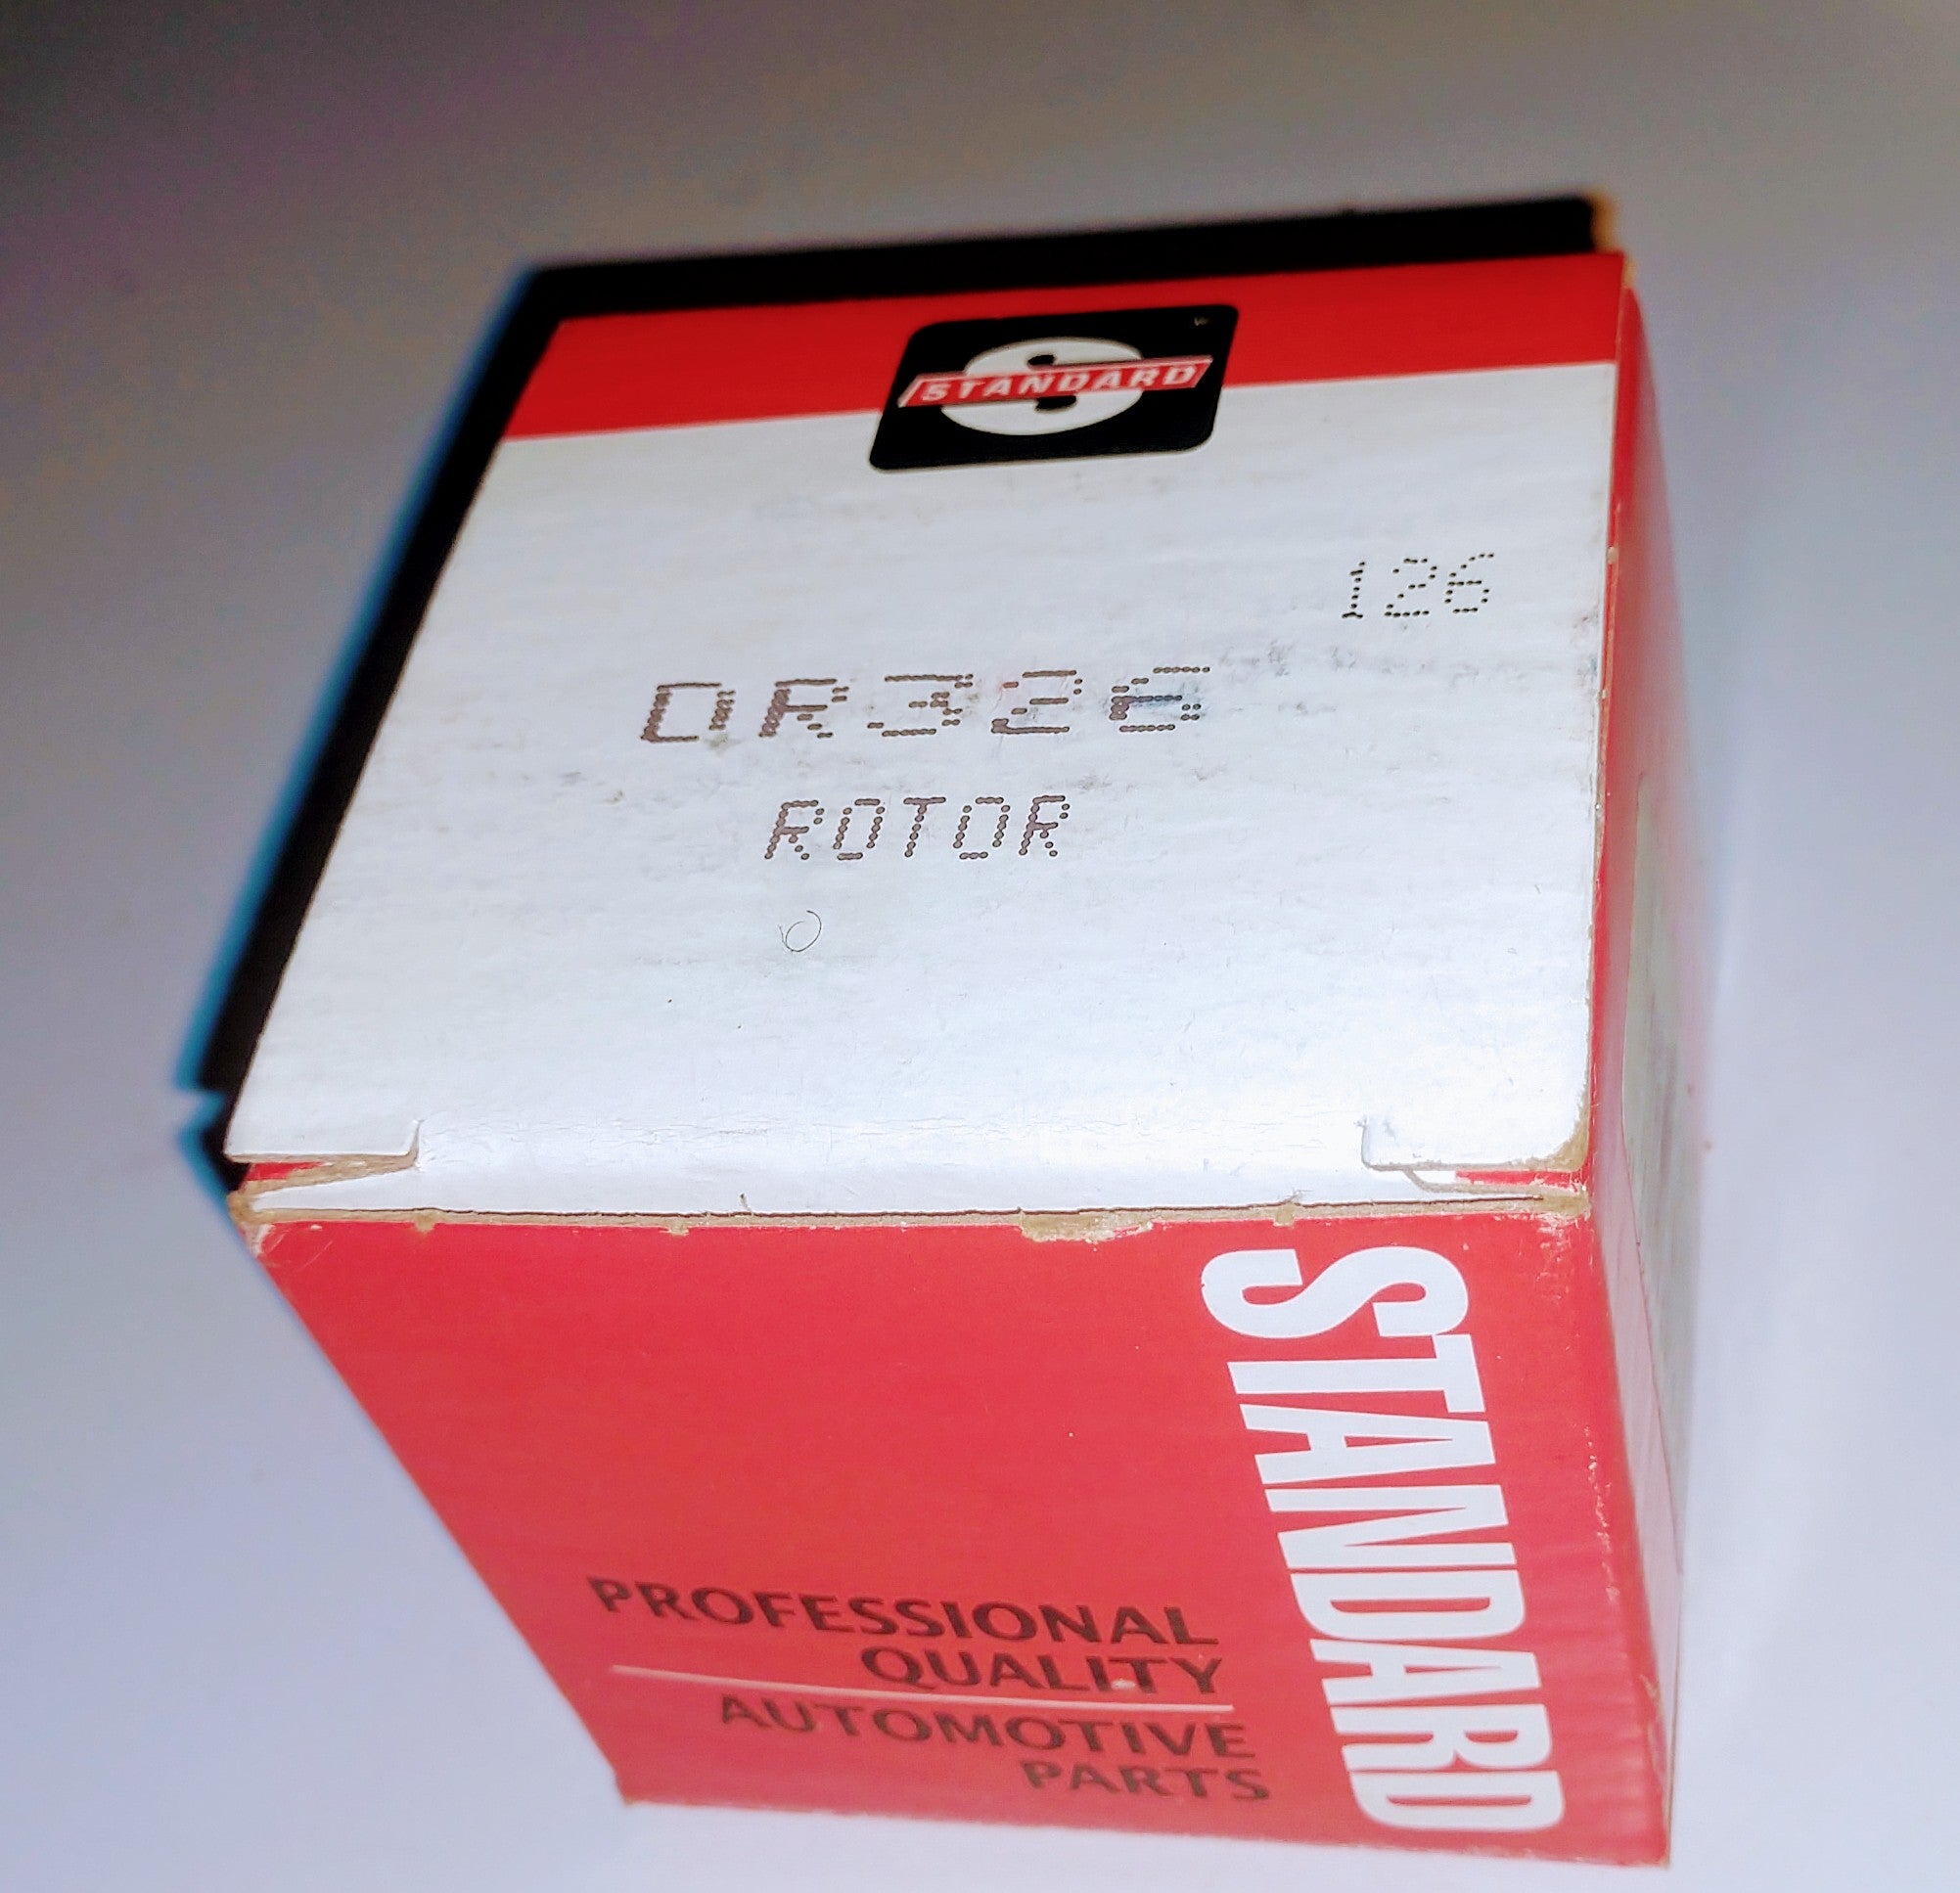 STANDARD
126
DR326
ROTOR
STANDARD
PROFESSIONAL
QUALITY
AUTOMOTIVE
PARTS